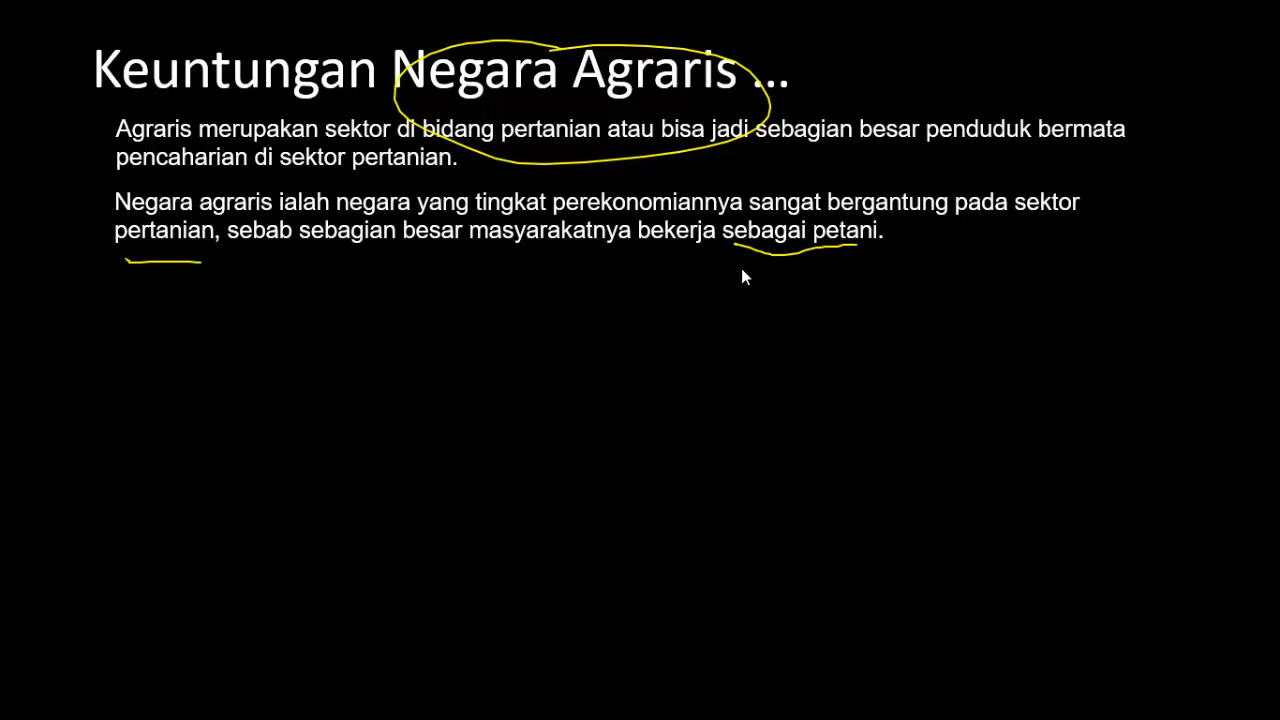 Keuntungan Negara Agraris ...
Agraris merupakan sektor di bidang pertanian atau bisa jadi sebagian besar penduduk bermata
pencaharian di sektor pertanian.
Negara agraris ialah negara yang tingkat perekonomiannya sangat bergantung pada sektor
pertanian, sebab sebagian besar masyarakatnya bekerja sebagai petani.